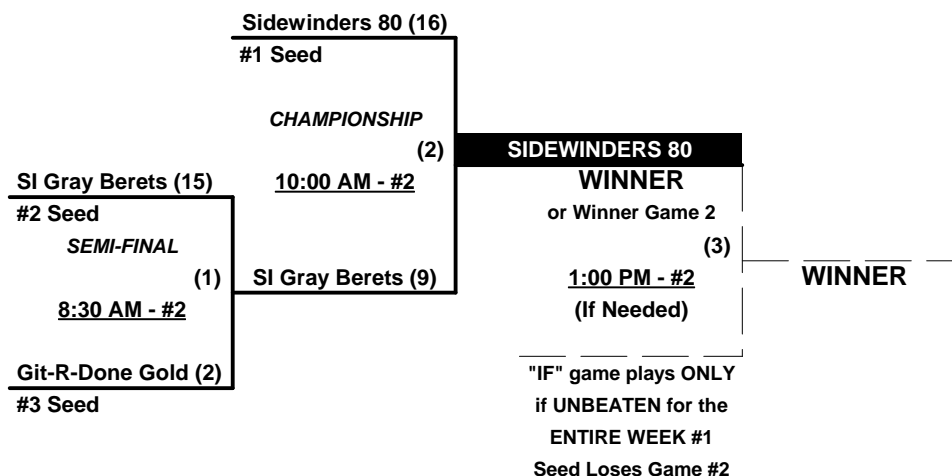 Sidewinders 80 (16)
#1 Seed
CHAMPIONSHIP
(2)
SIDEWINDERS 80
10:00 AM - #2
WINNER
SI Gray Berets (15)
#2 Seed
or Winner Game 2
SEMI-FINAL
(3)
(1)
SI Gray Berets (9)
1:00 PM - #2
WINNER
8:30 AM - #2
(If Needed)
Git-R-Done Gold (2)
#3 Seed
"IF" game plays ONLY
if UNBEATEN for the
ENTIRE WEEK #1
Seed Loses Game #2